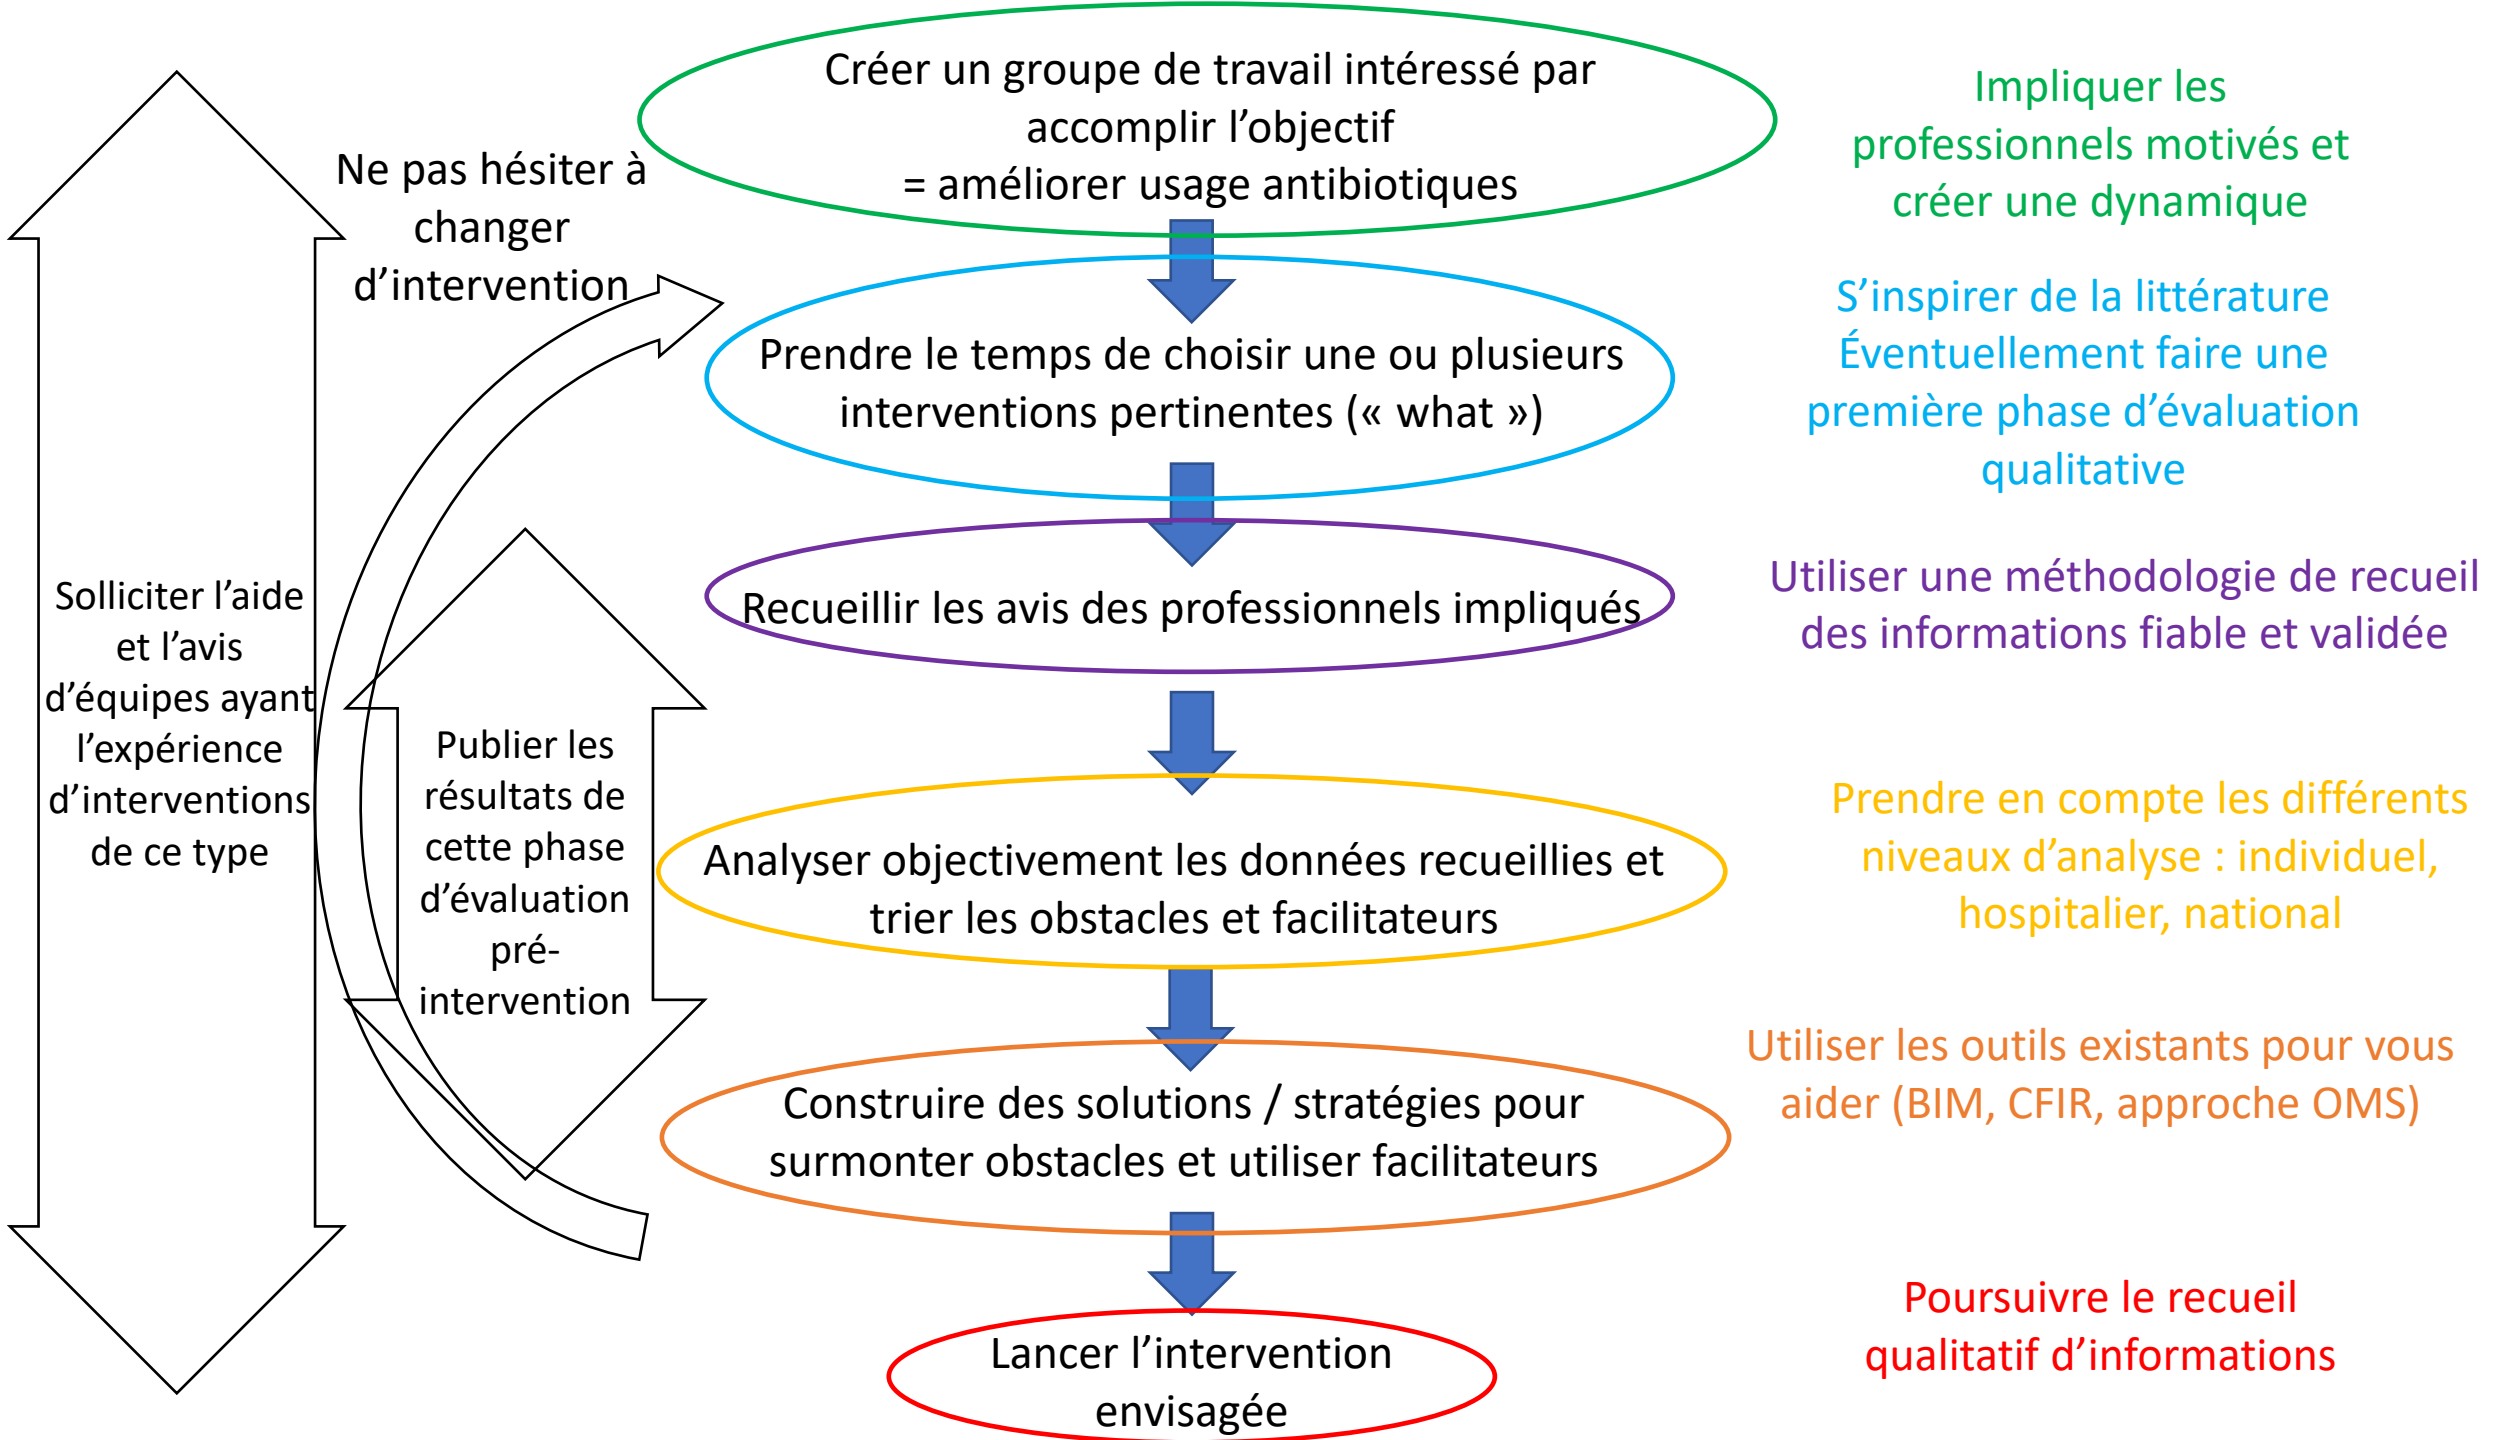 Créer un groupe de travail intéressé par
accomplir l’objectif
= améliorer usage antibiotiques
Impliquer les
professionnels motivés et
créer une dynamique
Ne pas hésiter à
changer
d’intervention
Prendre le temps de choisir une ou plusieurs
interventions pertinentes (« what »)
S’inspirer de la littérature
Éventuellement faire une
première phase d’évaluation
qualitative
Recueillir les avis des professionnels impliqués
Utiliser une méthodologie de recueil
des informations fiable et validée
Solliciter l’aide
et l’avis
d’équipes ayant
l’expérience
d’interventions
de ce type
Publier les
résultats de
cette phase
d’évaluation
pré-
intervention
Analyser objectivement les données recueillies et
trier les obstacles et facilitateurs
Prendre en compte les différents
niveaux d’analyse : individuel,
hospitalier, national
Construire des solutions / stratégies pour
surmonter obstacles et utiliser facilitateurs
Utiliser les outils existants pour vous
aider (BIM, CFIR, approche OMS)
Lancer l’intervention
envisagée
Poursuivre le recueil
qualitatif d’informations